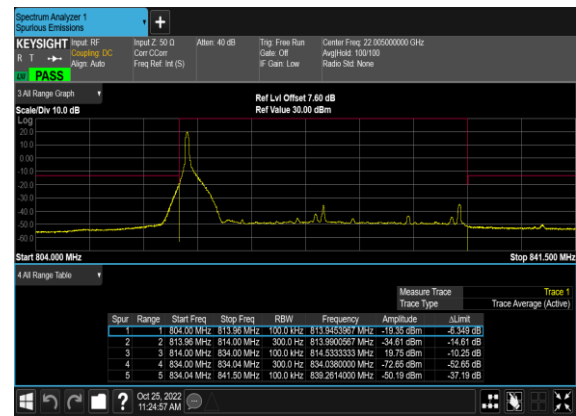 Spectrum Analyzer 1
Spurious Emissions
KEYSIGHT Input: RF Input Z: 50 Ω Atten: 40 dB Trig: Free Run Center Freq: 22.005000000 GHz
R T Coupling: DC Corr CCorr Gate: Off Avg|Hold: 100/100
Align: Auto Freq Ref: Int (S) IF Gain: Low Radio Std: None
PASS
3 All Range Graph
Ref Lvl Offset 7.60 dB
Scale/Div 10.0 dB Ref Value 30.00 dBm
Log
20.0
10.0
0.00
-10.0
-20.0
-30.0
-40.0
-50.0
-60.0
Start 804.000 MHz Stop 841.500 MHz
4 All Range Table
Measure Trace Trace 1
Trace Type Trace Average (Active)
Spur Range Start Freq Stop Freq RBW Frequency Amplitude ΔLimit
1 1 804.00 MHz 813.96 MHz 100.0 kHz 813.9453967 MHz -19.35 dBm -6.349 dB
2 2 813.96 MHz 814.00 MHz 300.0 Hz 813.9900567 MHz -34.61 dBm -14.61 dB
3 3 814.00 MHz 834.00 MHz 100.0 kHz 814.5333333 MHz 19.75 dBm -10.25 dB
4 4 834.00 MHz 834.04 MHz 300.0 Hz 834.0380000 MHz -72.65 dBm -52.65 dB
5 5 834.04 MHz 841.50 MHz 100.0 kHz 839.2614000 MHz -50.19 dBm -37.19 dB
Oct 25, 2022
11:24:57 AM